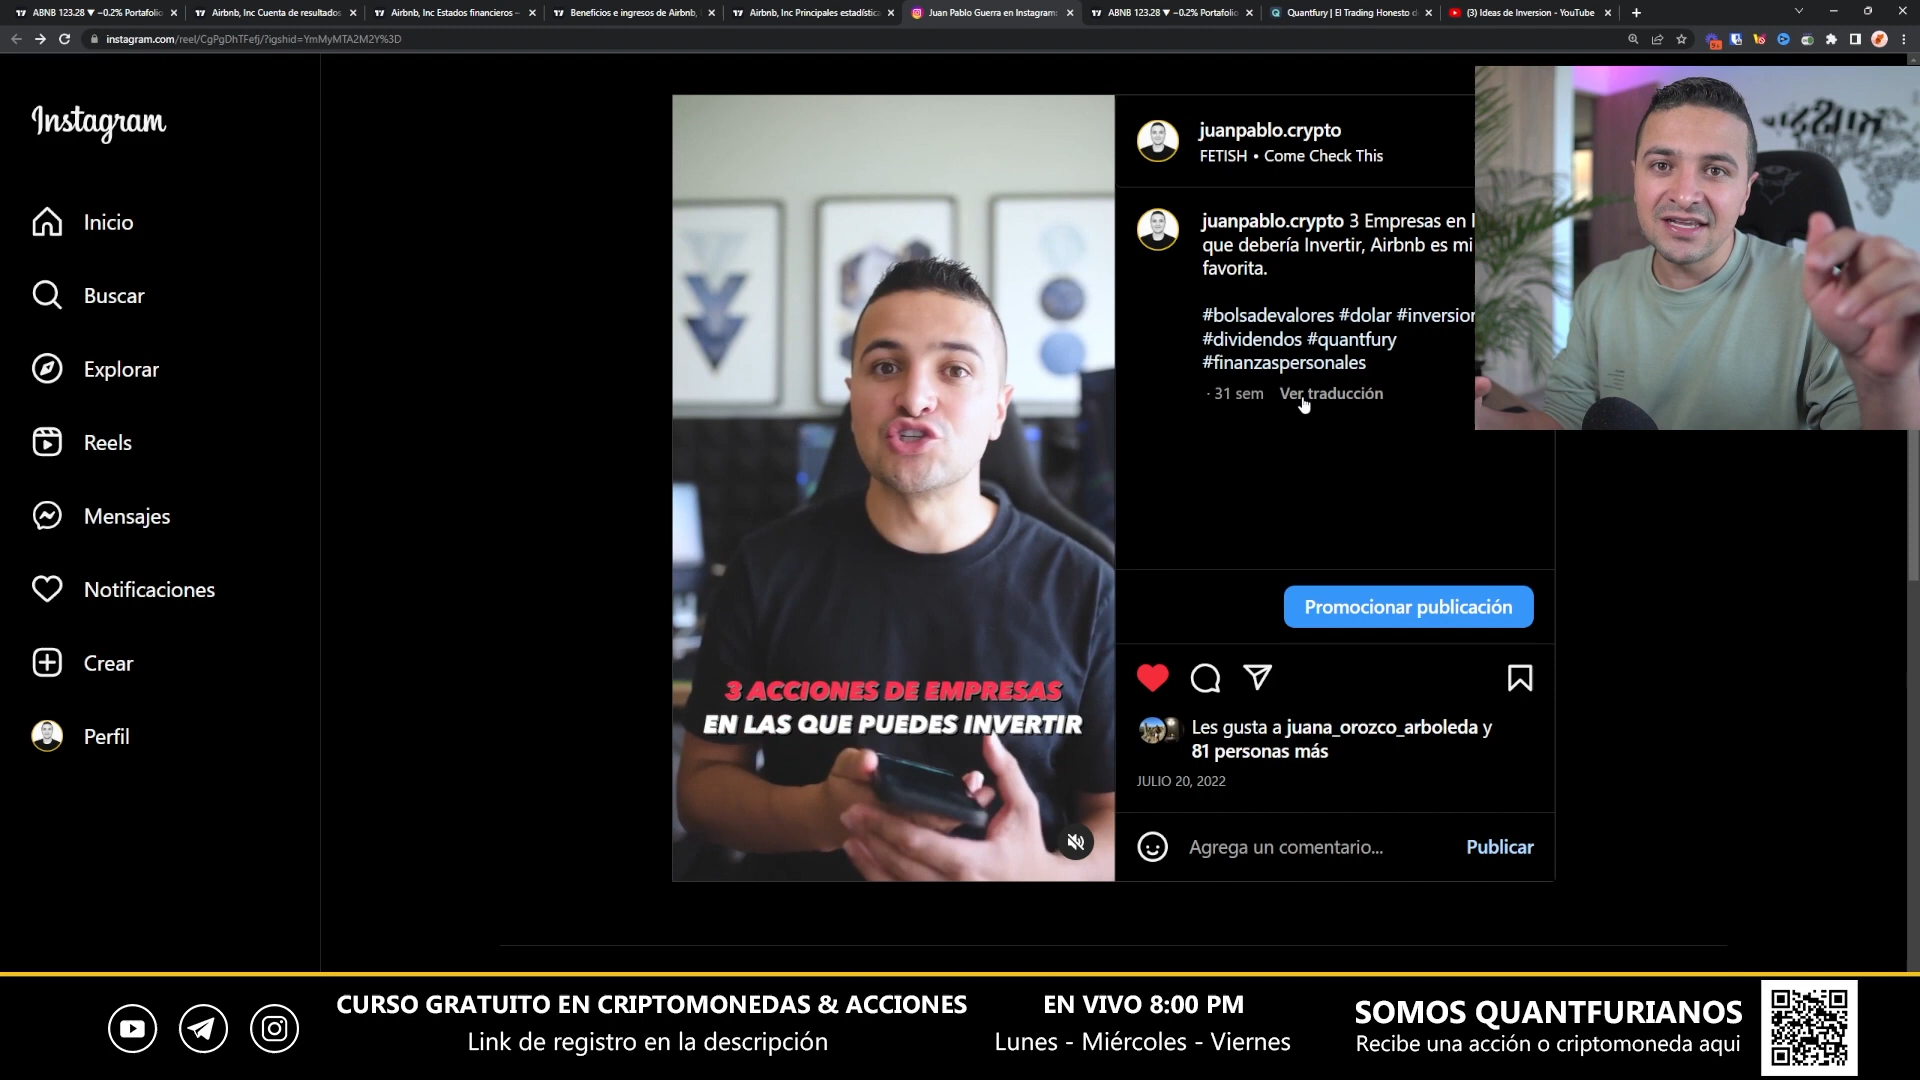 ABNB 123.28 ▼ −0.2% Portafolio
Airbnb, Inc Cuenta de resultados
Airbnb, Inc Estados financieros –
Beneficios e ingresos de Airbnb,
Airbnb, Inc Principales estadística
Juan Pablo Guerra en Instagram:
ABNB 123.28 ▼ −0.2% Portafolio
Quantfury | El Trading Honesto d
(3) Ideas de Inversion - YouTube
instagram.com/reel/CgPgDhTFefj/?igshid=YmMyMTA2M2Y%3D
Instagram
Inicio
Buscar
Explorar
Reels
Mensajes
Notificaciones
Crear
Perfil
3 ACCIONES DE EMPRESAS
EN LAS QUE PUEDES INVERTIR
juanpablo.crypto
FETISH • Come Check This
juanpablo.crypto 3 Empresas en
que debería Invertir, Airbnb es mi
favorita.
#bolsadevalores #dolar #inversion
#dividendos #quantfury
#finanzaspersonales
· 31 sem Ver traducción
Promocionar publicación
Les gusta a juana_orozco_arboleda y
81 personas más
JULIO 20, 2022
Agrega un comentario... Publicar
CURSO GRATUITO EN CRIPTOMONEDAS & ACCIONES
Link de registro en la descripción
EN VIVO 8:00 PM
Lunes - Miércoles - Viernes
SOMOS QUANTFURIANOS
Recibe una acción o criptomoneda aqui